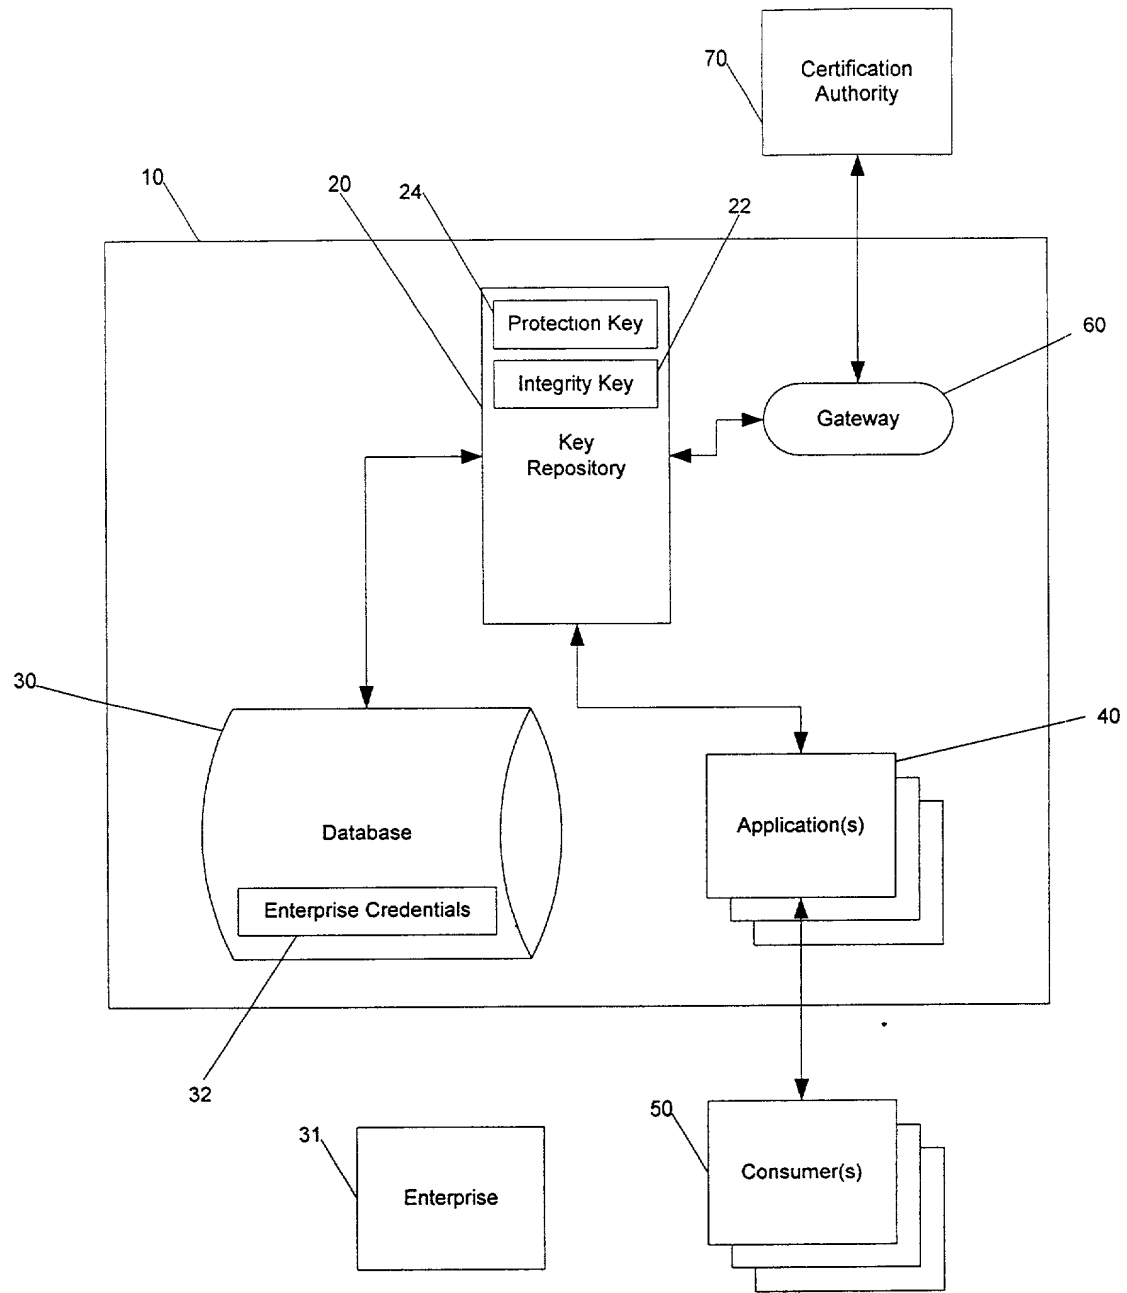 70
Certification
Authority
10
20
24
22
Protection Key
60
Integrity Key
Gateway
Key
Repository
30
40
Application(s)
Database
Enterprise Credentials
32
50
31
Consumer(s)
Enterprise